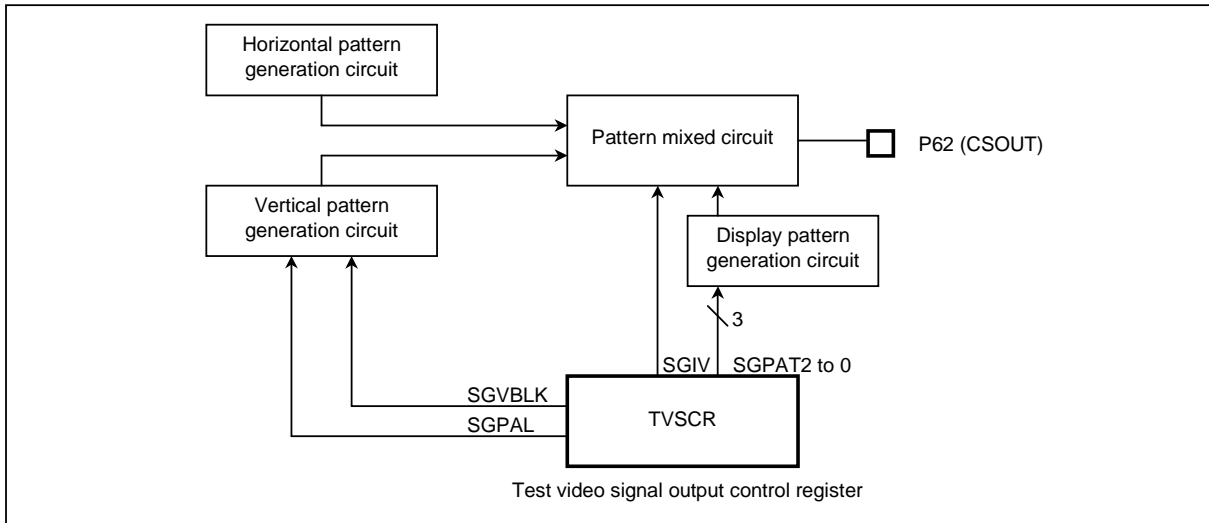 Horizontal pattern
generation circuit
Pattern mixed circuit
P62 (CSOUT)
Vertical pattern
generation circuit
Display pattern
generation circuit
3
SGIV
SGPAT2 to 0
SGVBLK
SGPAL
TVSCR
Test video signal output control register